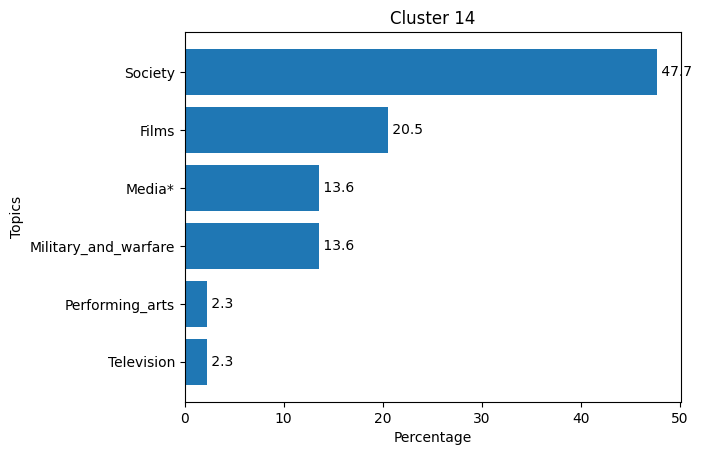 Cluster 14
Topics
Society 47.7
Films 20.5
Media* 13.6
Military_and_warfare 13.6
Performing_arts 2.3
Television 2.3
0 10 20 30 40 50
Percentage